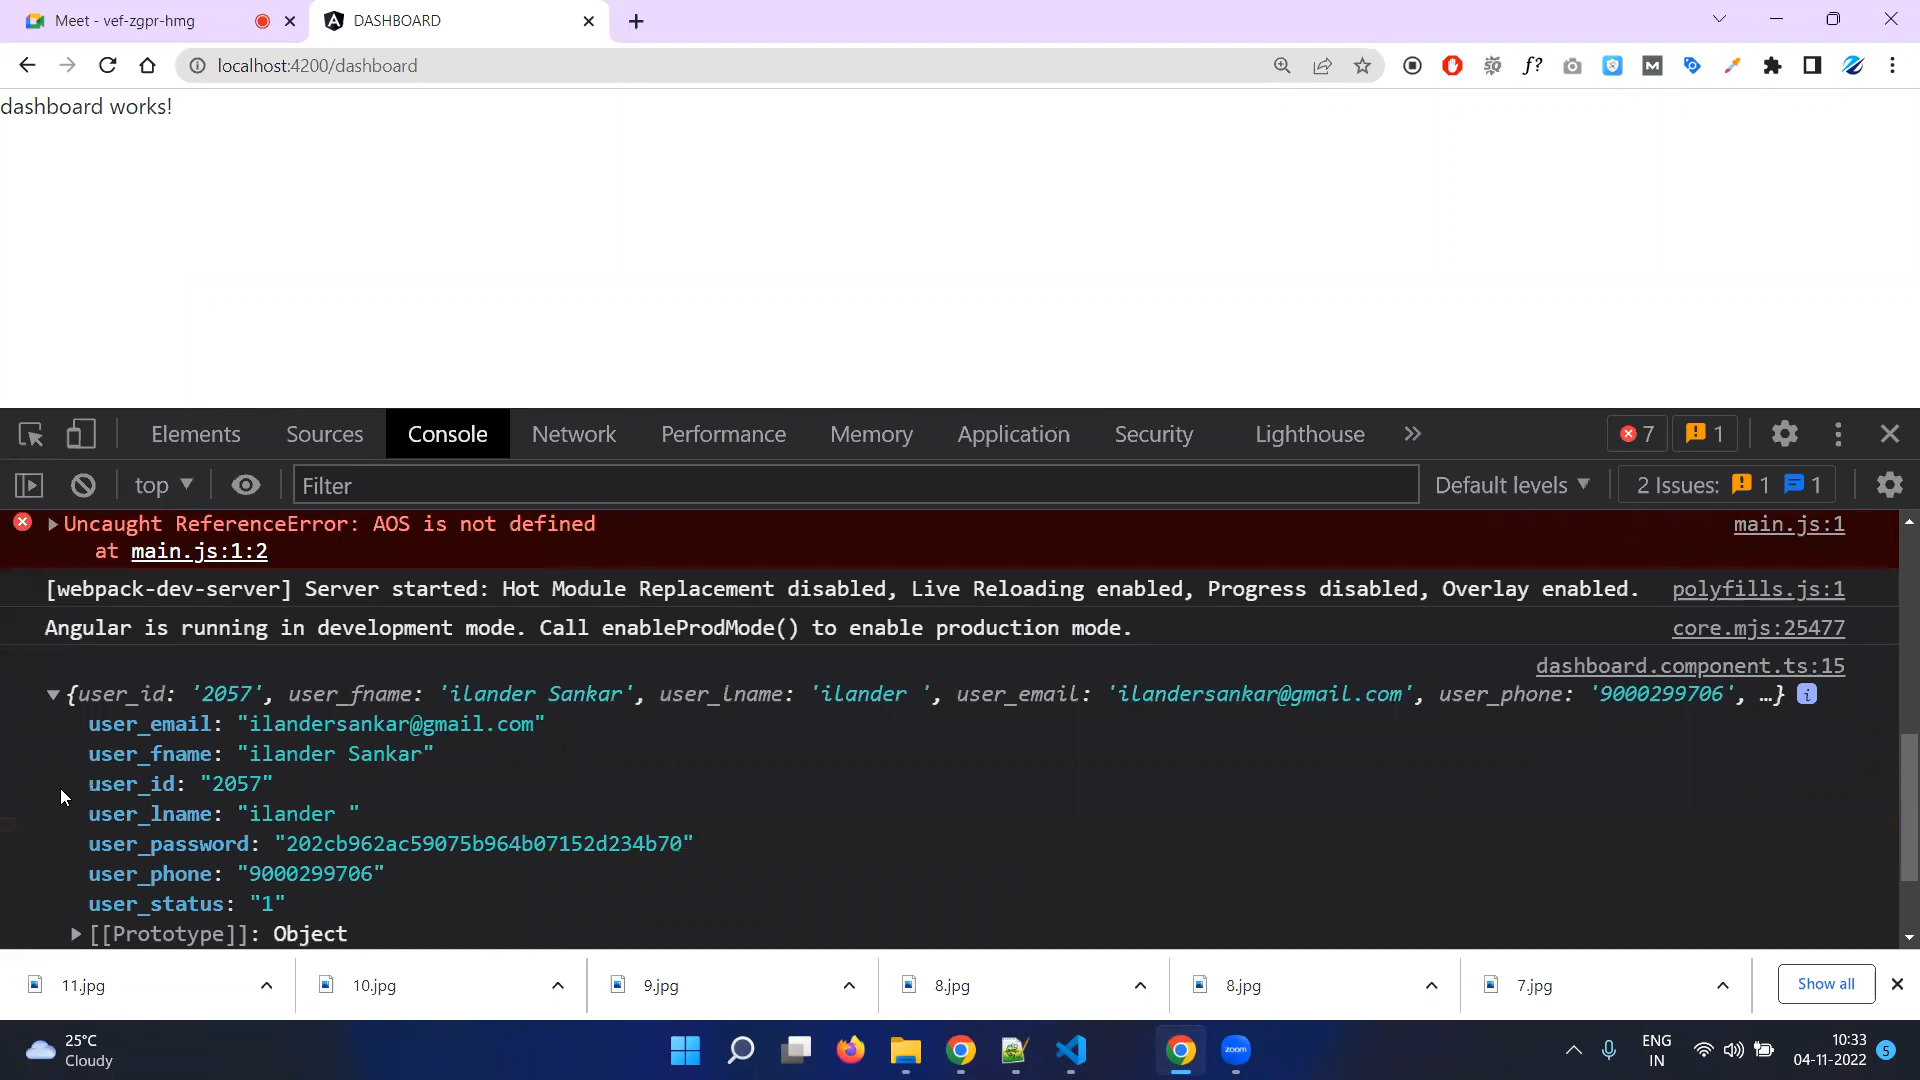 Meet - vef-zgpr-hmg
DASHBOARD
localhost:4200/dashboard
f?
M
dashboard works!
Elements Sources Console Network Performance Memory Application Security Lighthouse 7 1
top Filter Default levels 2 Issues: 1 1
Uncaught ReferenceError: AOS is not defined main.js:1
at main.js:1:2
[webpack-dev-server] Server started: Hot Module Replacement disabled, Live Reloading enabled, Progress disabled, Overlay enabled. polyfills.js:1
Angular is running in development mode. Call enableProdMode() to enable production mode. core.mjs:25477
dashboard.component.ts:15
{user_id: '2057', user_fname: 'ilander Sankar', user_lname: 'ilander ', user_email: 'ilandersankar@gmail.com', user_phone: '9000299706', …} i
user_email: "ilandersankar@gmail.com"
user_fname: "ilander Sankar"
user_id: "2057"
user_lname: "ilander "
user_password: "202cb962ac59075b964b07152d234b70"
user_phone: "9000299706"
user_status: "1"
[[Prototype]]: Object
11.jpg 10.jpg 9.jpg 8.jpg 8.jpg 7.jpg Show all
25°C
Cloudy
zoom
ENG
IN
10:33
04-11-2022
5